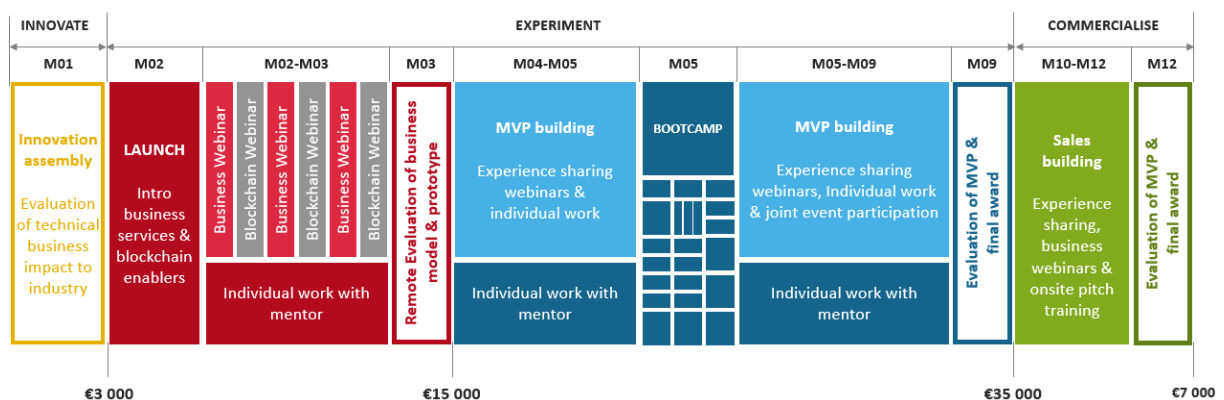 INNOVATE
EXPERIMENT
COMMERCIALISE
M01
M02
M02-M03
M03
M04-M05
M05
M05-M09
M09
M10-M12
M12
Innovation
assembly
Evaluation
of technical
business
impact to
industry
LAUNCH
Intro
business
services &
blockchain
enablers
Business Webinar
Blockchain Webinar
Business Webinar
Blockchain Webinar
Business Webinar
Blockchain Webinar
Individual work with
mentor
Remote Evaluation of business
model & prototype
MVP building
Experience sharing
webinars &
individual work
Individual work with
mentor
BOOTCAMP
MVP building
Experience sharing
webinars, Individual work
& joint event participation
Individual work with
mentor
Evaluation of MVP &
final award
Sales
building
Experience
sharing,
business
webinars &
onsite pitch
training
Evaluation of MVP &
final award
€3 000
€15 000
€35 000
€7 000